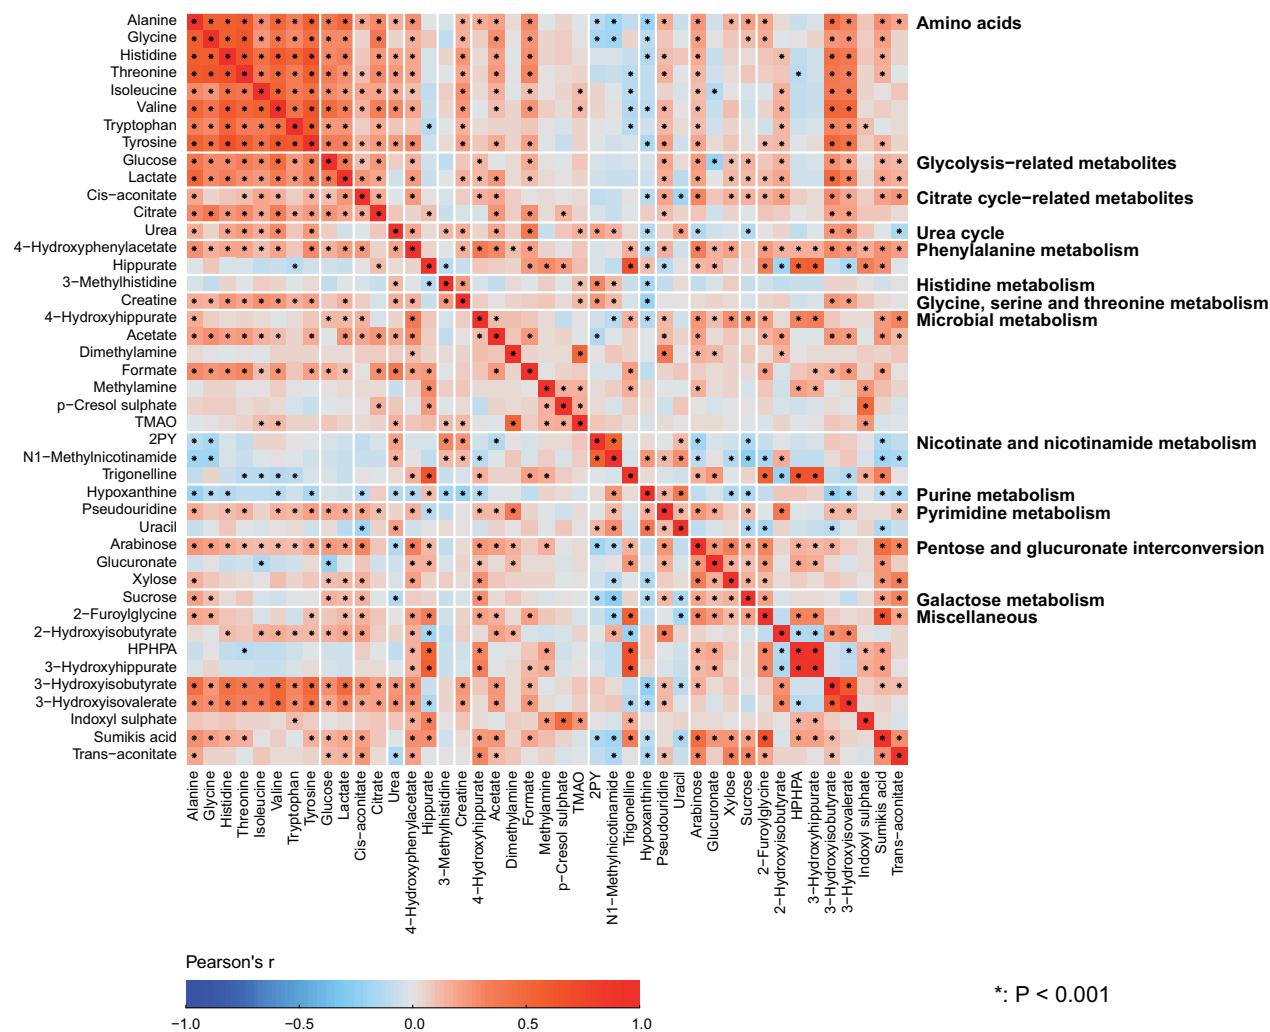 Alanine
Glycine
Histidine
Threonine
Isoleucine
Valine
Tryptophan
Tyrosine
Glucose
Lactate
Cis−aconitate
Citrate
Urea
4−Hydroxyphenylacetate
Hippurate
3−Methylhistidine
Creatine
4−Hydroxyhippurate
Acetate
Dimethylamine
Formate
Methylamine
p−Cresol sulphate
TMAO
2PY
N1−Methylnicotinamide
Trigonelline
Hypoxanthine
Pseudouridine
Uracil
Arabinose
Glucuronate
Xylose
Sucrose
2−Furoylglycine
2−Hydroxyisobutyrate
HPHPA
3−Hydroxyhippurate
3−Hydroxyisobutyrate
3−Hydroxyisovalerate
Indoxyl sulphate
Sumikis acid
Trans−aconitate
Amino acids
Glycolysis−related metabolites
Citrate cycle−related metabolites
Urea cycle
Phenylalanine metabolism
Histidine metabolism
Glycine, serine and threonine metabolism
Microbial metabolism
Nicotinate and nicotinamide metabolism
Purine metabolism
Pyrimidine metabolism
Pentose and glucuronate interconversion
Galactose metabolism
Miscellaneous
Alanine
Glycine
Histidine
Threonine
Isoleucine
Valine
Tryptophan
Tyrosine
Glucose
Lactate
Cis−aconitate
Citrate
Urea
4−Hydroxyphenylacetate
Hippurate
3−Methylhistidine
Creatine
4−Hydroxyhippurate
Acetate
Dimethylamine
Formate
Methylamine
p−Cresol sulphate
TMAO
2PY
N1−Methylnicotinamide
Trigonelline
Hypoxanthine
Pseudouridine
Uracil
Arabinose
Glucuronate
Xylose
Sucrose
2−Furoylglycine
2−Hydroxyisobutyrate
HPHPA
3−Hydroxyhippurate
3−Hydroxyisobutyrate
3−Hydroxyisovalerate
Indoxyl sulphate
Sumikis acid
Trans−aconitate
Pearson's r
−1.0 −0.5 0.0 0.5 1.0
*: P < 0.001